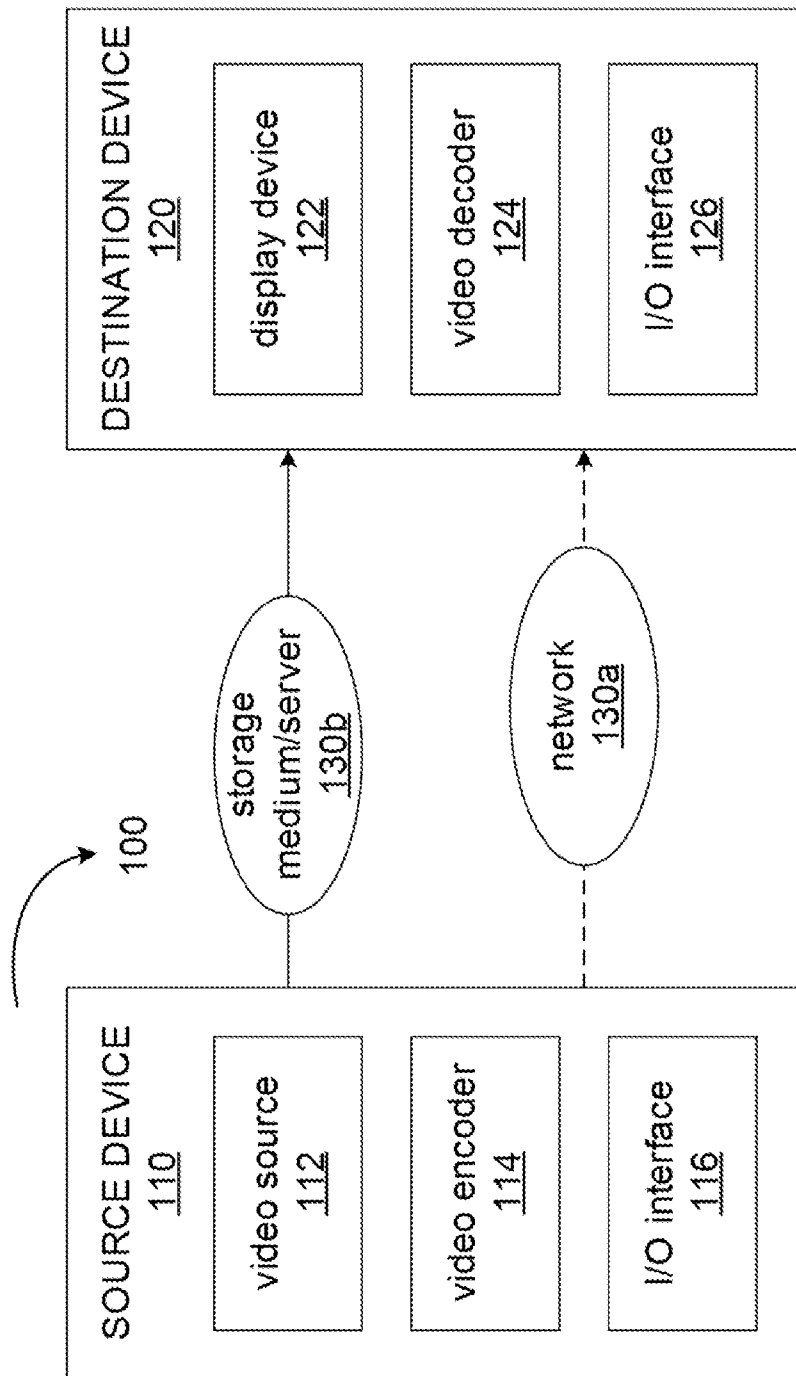 100
SOURCE DEVICE
110
video source
112
video encoder
114
I/O interface
116
storage
medium/server
130b
network
130a
DESTINATION DEVICE
120
display device
122
video decoder
124
I/O interface
126